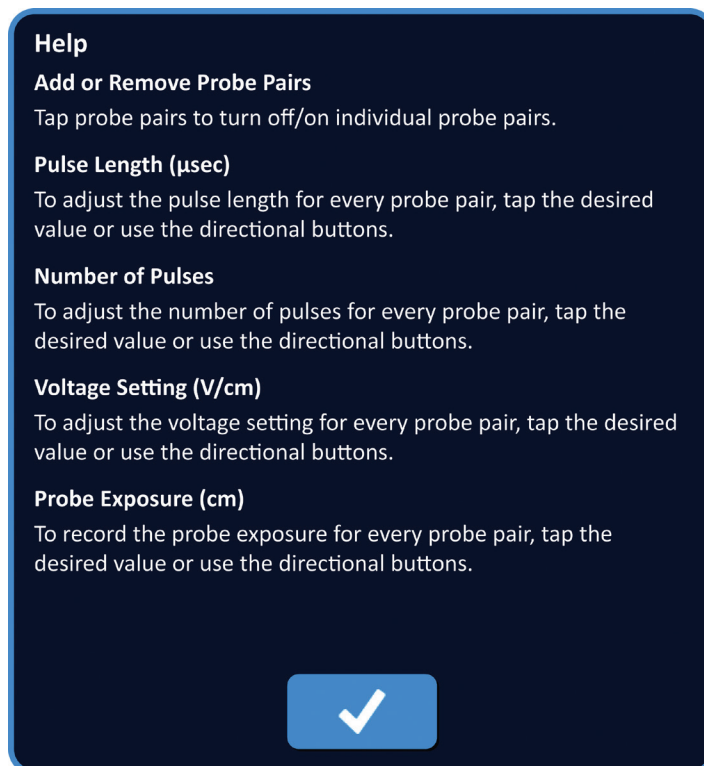 Help
Add or Remove Probe Pairs
Tap probe pairs to turn off/on individual probe pairs.
Pulse Length (µsec)
To adjust the pulse length for every probe pair, tap the desired
value or use the directional buttons.
Number of Pulses
To adjust the number of pulses for every probe pair, tap the
desired value or use the directional buttons.
Voltage Setting (V/cm)
To adjust the voltage setting for every probe pair, tap the desired
value or use the directional buttons.
Probe Exposure (cm)
To record the probe exposure for every probe pair, tap the
desired value or use the directional buttons.